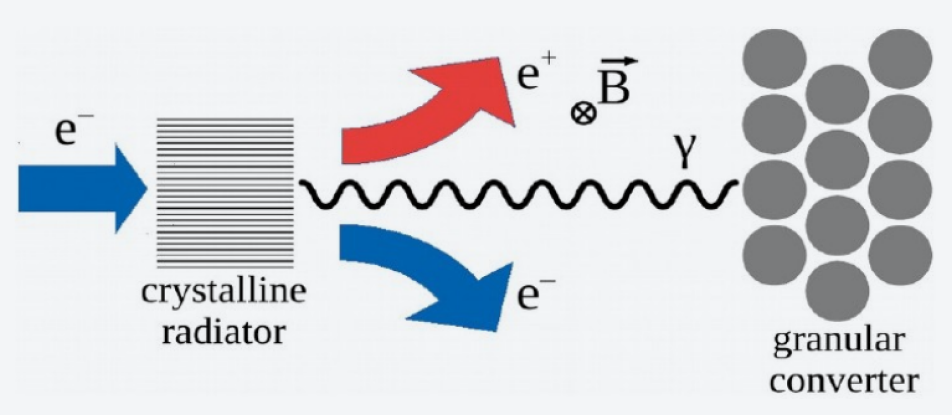 e⁻
crystalline
radiator
e⁺
⊗ B⃗
γ
e⁻
granular
converter